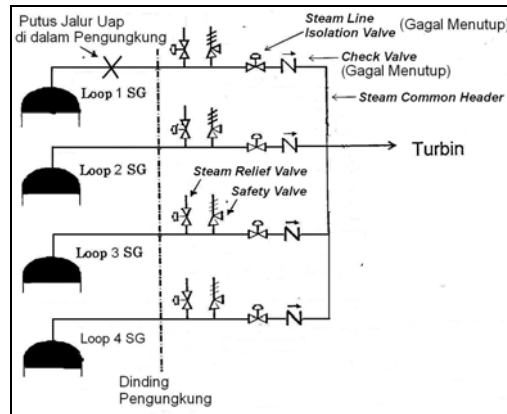 Putus Jalur Uap
di dalam Pengungkung
Steam Line
Isolation Valve
(Gagal Menutup)
Check Valve
(Gagal Menutup)
Steam Common Header
Loop 1 SG
Turbin
Loop 2 SG
Steam Relief Valve
Safety Valve
Loop 3 SG
Loop 4 SG
Dinding
Pengungkung